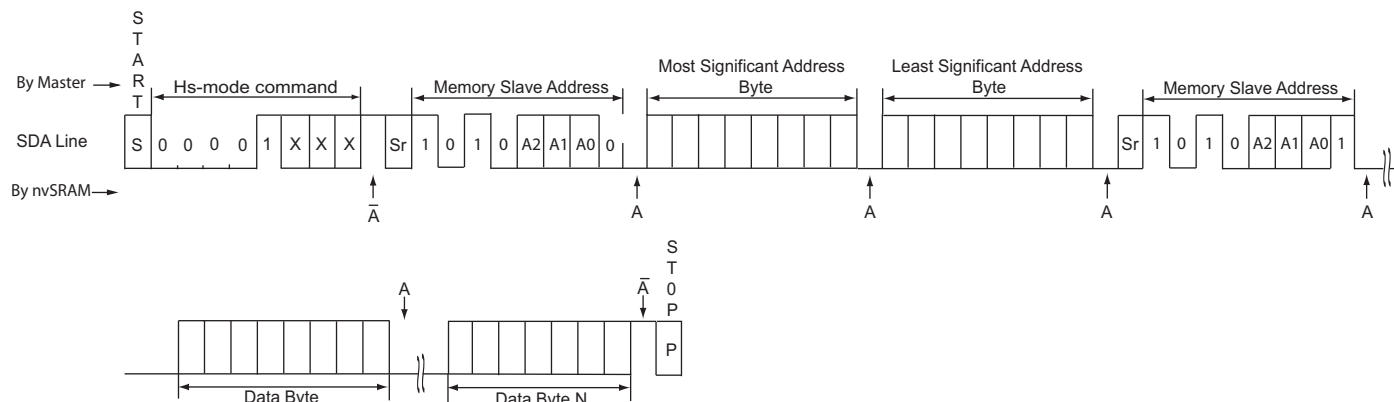 START
By Master
Hs-mode command
Memory Slave Address
Most Significant Address Byte
Least Significant Address Byte
Memory Slave Address
SDA Line
S 0 0 0 0 1 X X X Sr 1 0 1 0 A2 A1 A0 0 Sr 1 0 1 0 A2 A1 A0 1
By nvSRAM
A̅
A
A
A
A
A
A̅
ST0P
P
Data Byte
Data Byte N